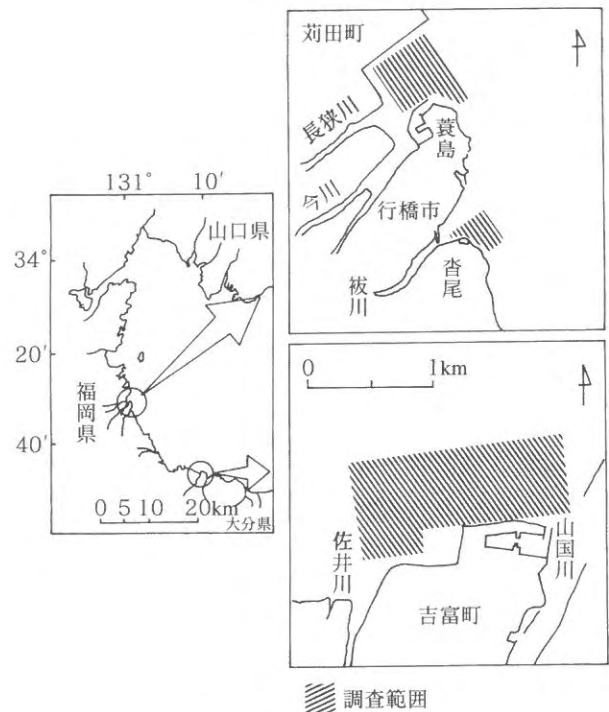 131° 10′
山口県
34°
20′
福岡県
40′
0 5 10 20km
大分県
苅田町
長狭川
蓑島
今川
行橋市
沓尾
祓川
0 1km
佐井川
山国川
吉富町
調査範囲